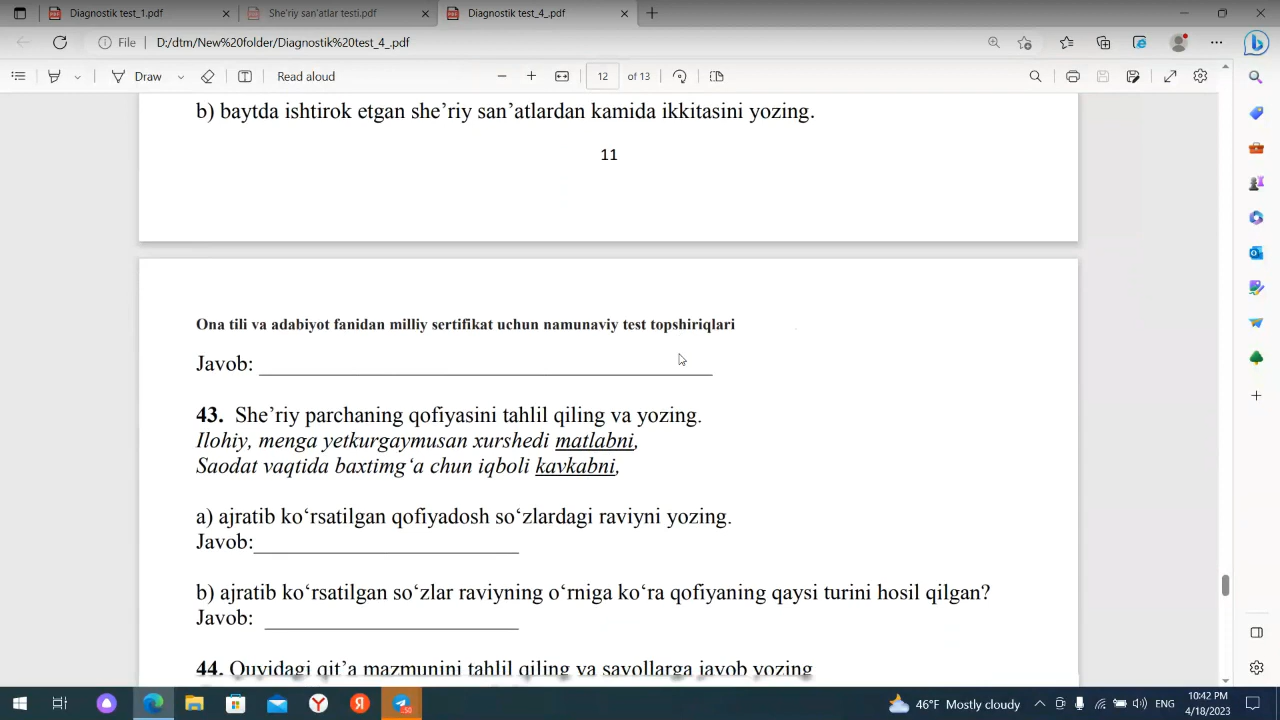 Diagnostik test_1.pdf
She'riy san'atlar testi.pdf
Diagnostik test_4_.pdf
File
D:/dtm/New%20folder/Diagnostik%20test_4_.pdf
Draw
Read aloud
12
of 13
b) baytda ishtirok etgan she’riy san’atlardan kamida ikkitasini yozing.
11
Ona tili va adabiyot fanidan milliy sertifikat uchun namunaviy test topshiriqlari
Javob: ___________________________________________
43. She’riy parchaning qofiyasini tahlil qiling va yozing.
Ilohiy, menga yetkurgaymusan xurshedi matlabni,
Saodat vaqtida baxtimg‘a chun iqboli kavkabni,
a) ajratib ko‘rsatilgan qofiyadosh so‘zlardagi raviyni yozing.
Javob:_________________________
b) ajratib ko‘rsatilgan so‘zlar raviyning o‘rniga ko‘ra qofiyaning qaysi turini hosil qilgan?
Javob: ________________________
44. Quyidagi qit’a mazmunini tahlil qiling va savollarga javob yozing
46°F Mostly cloudy
ENG
10:42 PM
4/18/2023